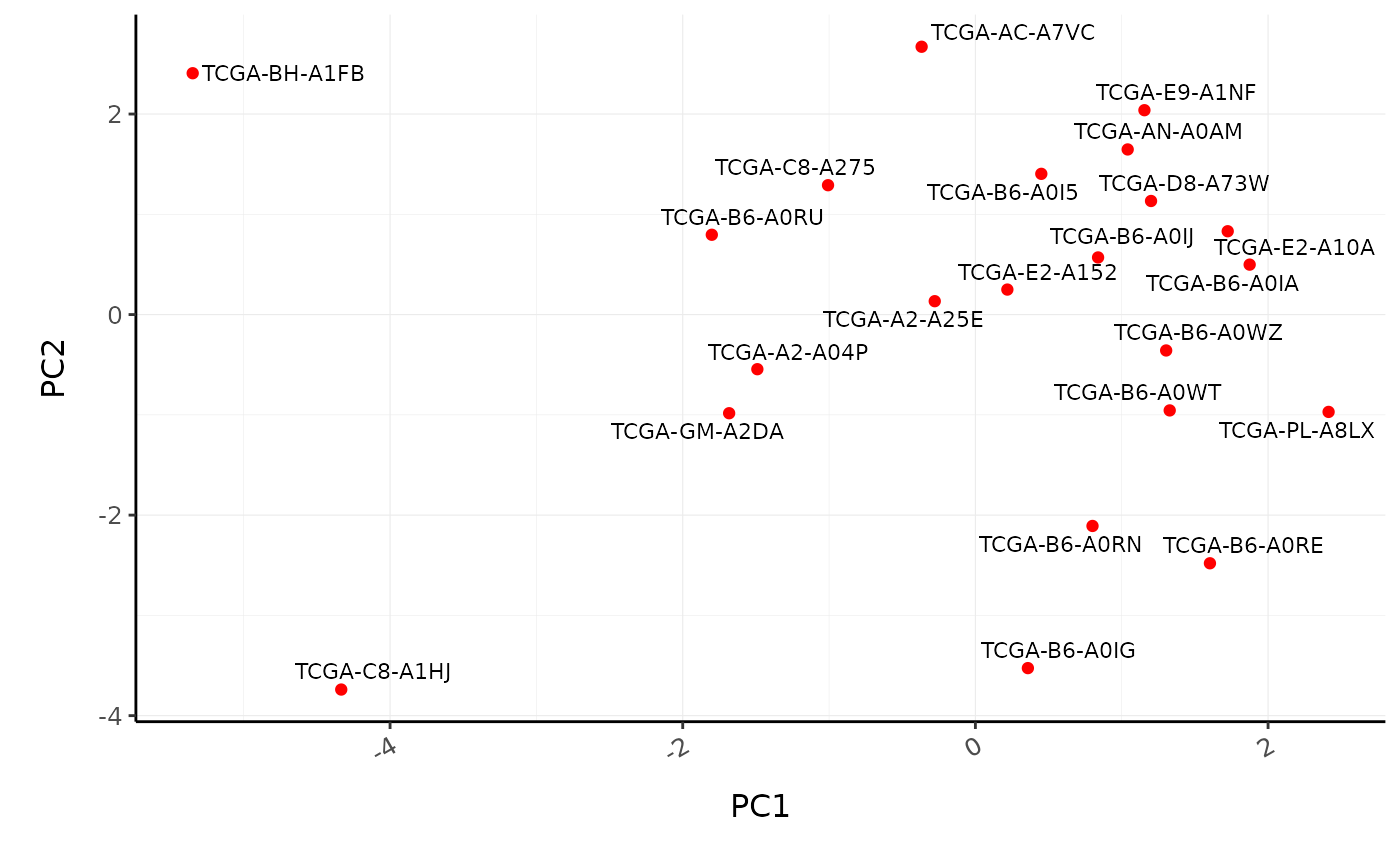 TCGA-AC-A7VC
TCGA-BH-A1FB
TCGA-E9-A1NF
2
TCGA-AN-A0AM
TCGA-C8-A275
TCGA-B6-A0I5
TCGA-D8-A73W
TCGA-B6-A0RU
TCGA-B6-A0IJ
TCGA-E2-A10A
TCGA-E2-A152
TCGA-B6-A0IA
0
TCGA-A2-A25E
TCGA-B6-A0WZ
TCGA-A2-A04P
PC2
TCGA-B6-A0WT
TCGA-GM-A2DA
TCGA-PL-A8LX
-2
TCGA-B6-A0RN
TCGA-B6-A0RE
TCGA-B6-A0IG
TCGA-C8-A1HJ
-4
-4
-2
0
2
PC1